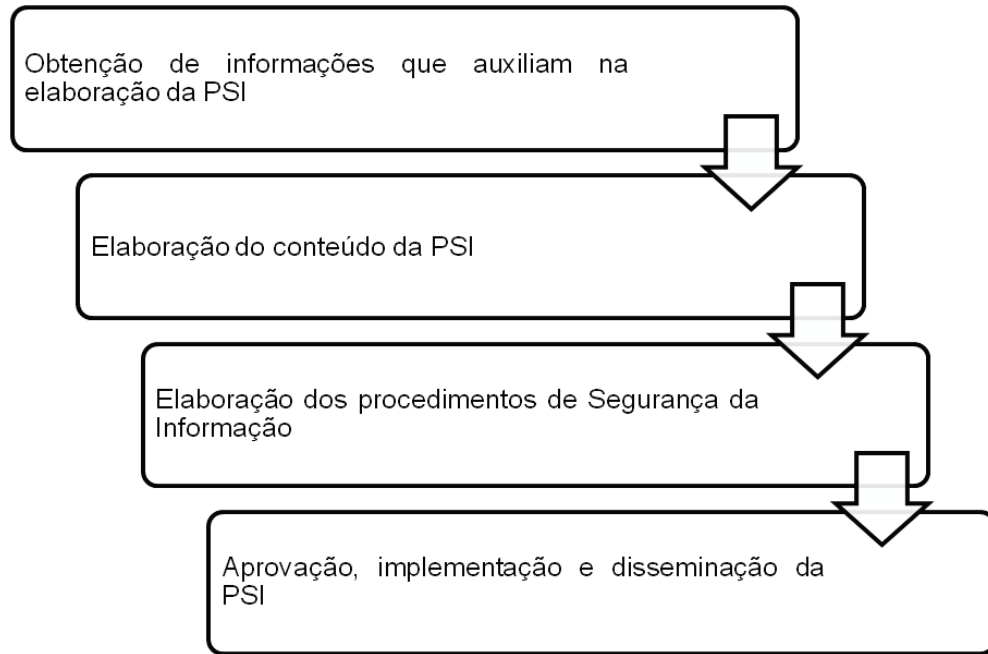 Obtenção de informações que auxiliam na
elaboração da PSI
Elaboração do conteúdo da PSI
Elaboração dos procedimentos de Segurança da
Informação
Aprovação, implementação e disseminação da
PSI